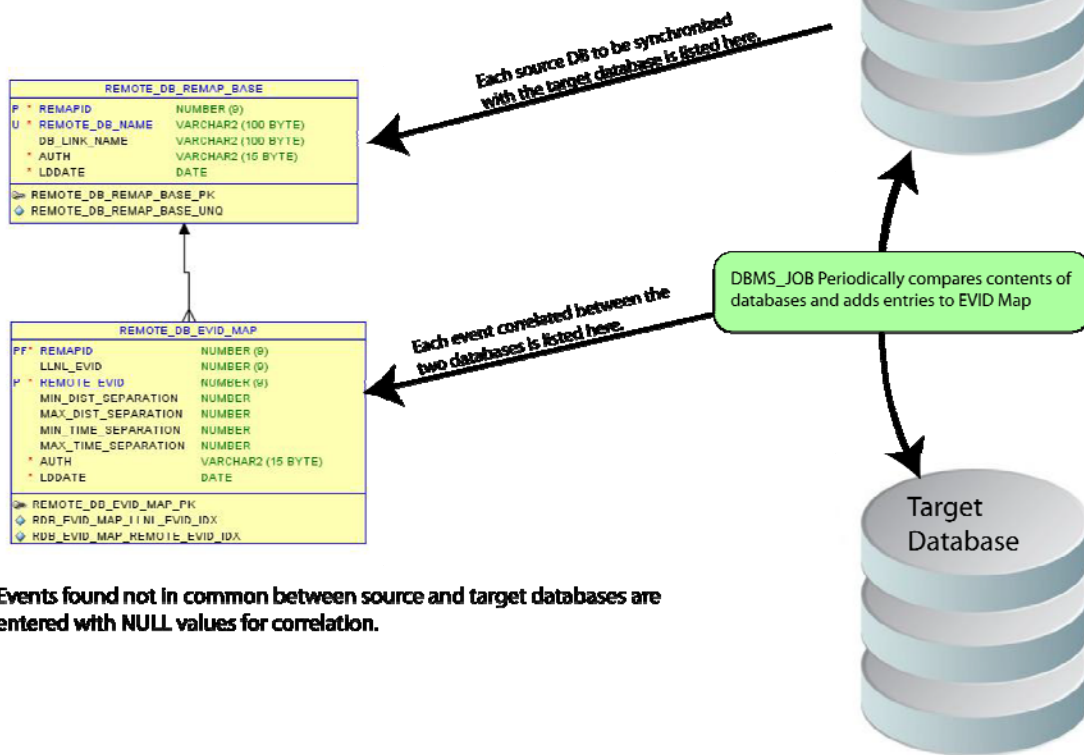 Each source DB to be synchronized
with the target database is listed here.
REMOTE_DB_REMAP_BASE
P * REMAPID NUMBER (9)
U * REMOTE_DB_NAME VARCHAR2 (100 BYTE)
DB_LINK_NAME VARCHAR2 (100 BYTE)
* AUTH VARCHAR2 (15 BYTE)
* LDDATE DATE
REMOTE_DB_REMAP_BASE_PK
REMOTE_DB_REMAP_BASE_UNQ
DBMS_JOB Periodically compares contents of
databases and adds entries to EVID Map
Each event correlated between the
two databases is listed here.
REMOTE_DB_EVID_MAP
PF* REMAPID NUMBER (9)
LLNL_EVID NUMBER (9)
P * REMOTE_EVID NUMBER (9)
MIN_DIST_SEPARATION NUMBER
MAX_DIST_SEPARATION NUMBER
MIN_TIME_SEPARATION NUMBER
MAX_TIME_SEPARATION NUMBER
* AUTH VARCHAR2 (15 BYTE)
* LDDATE DATE
REMOTE_DB_EVID_MAP_PK
RDB_EVID_MAP_LLNL_EVID_IDX
RDB_EVID_MAP_REMOTE_EVID_IDX
Target
Database
Events found not in common between source and target databases are
entered with NULL values for correlation.